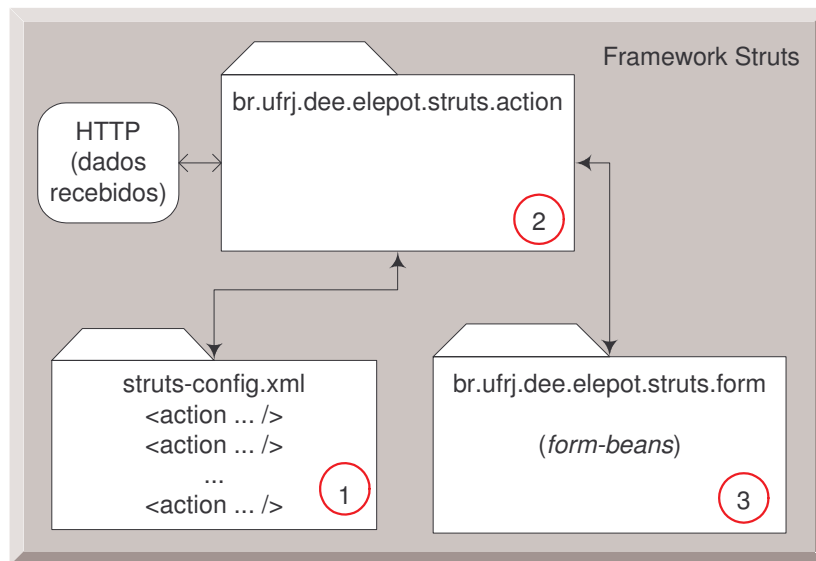 Framework Struts
br.ufrj.dee.elepot.struts.action
HTTP
(dados
recebidos)
2
struts-config.xml
<action ... />
<action ... />
...
<action ... />
1
br.ufrj.dee.elepot.struts.form
(form-beans)
3